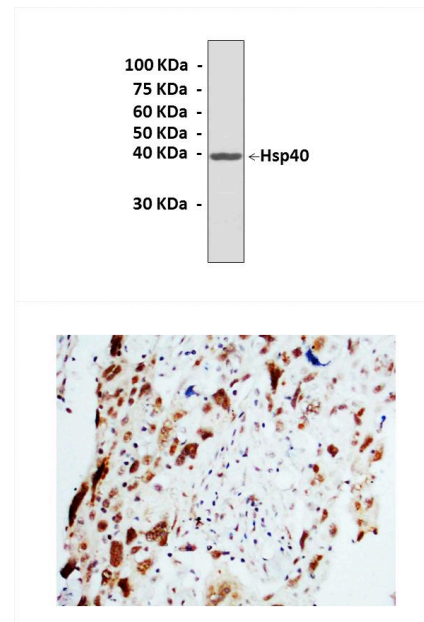 100 KDa -
75 KDa -
60 KDa -
50 KDa -
40 KDa - ←Hsp40
30 KDa -